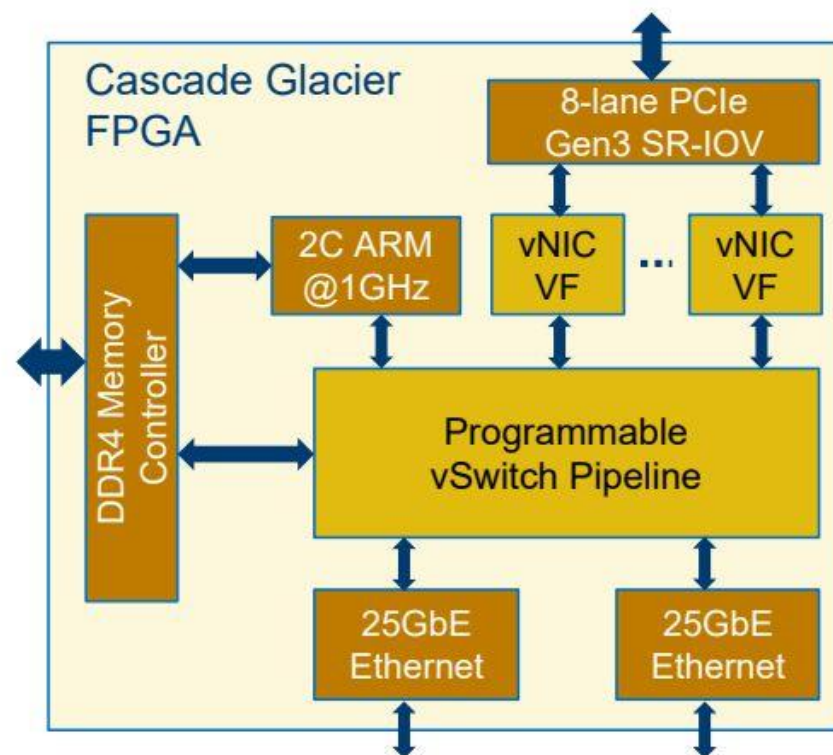 Cascade Glacier
FPGA
8-lane PCIe
Gen3 SR-IOV
2C ARM
@1GHz
vNIC
VF
...
vNIC
VF
DDR4 Memory
Controller
Programmable
vSwitch Pipeline
25GbE
Ethernet
25GbE
Ethernet